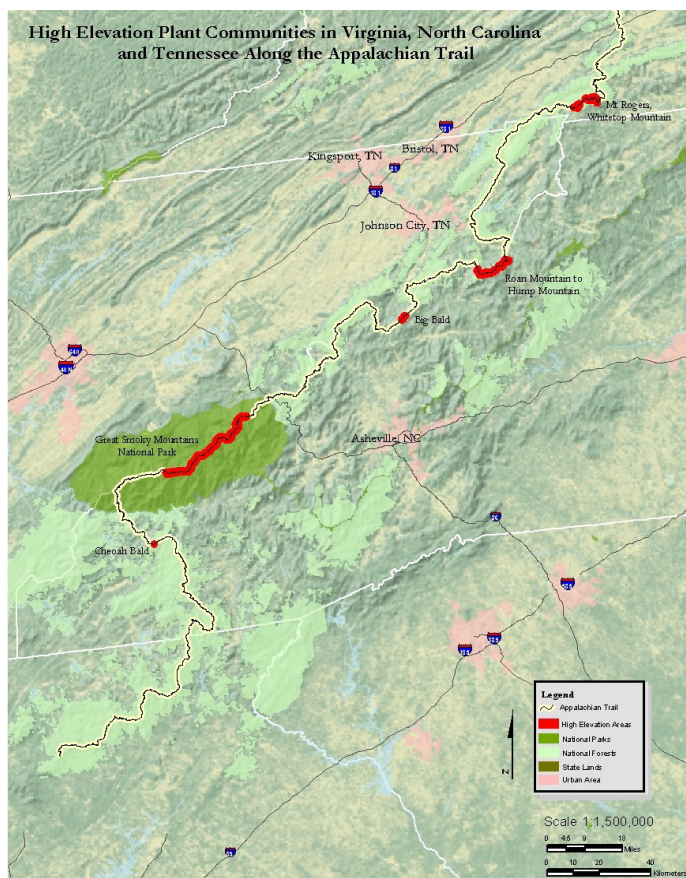 High Elevation Plant Communities in Virginia, North Carolina
and Tennessee Along the Appalachian Trail
Mt Rogers,
Whitetop Mountain
Bristol, TN
Kingsport, TN
Johnson City, TN
Roan Mountain to
Hump Mountain
Big Bald
Great Smoky Mountains
National Park
Asheville, NC
Cheoah Bald
Legend
Appalachian Trail
High Elevation Areas
National Parks
National Forests
State Lands
Urban Area
N
Scale 1:1,500,000
0 4.5 9 18
Miles
0 10 20 40
Kilometers